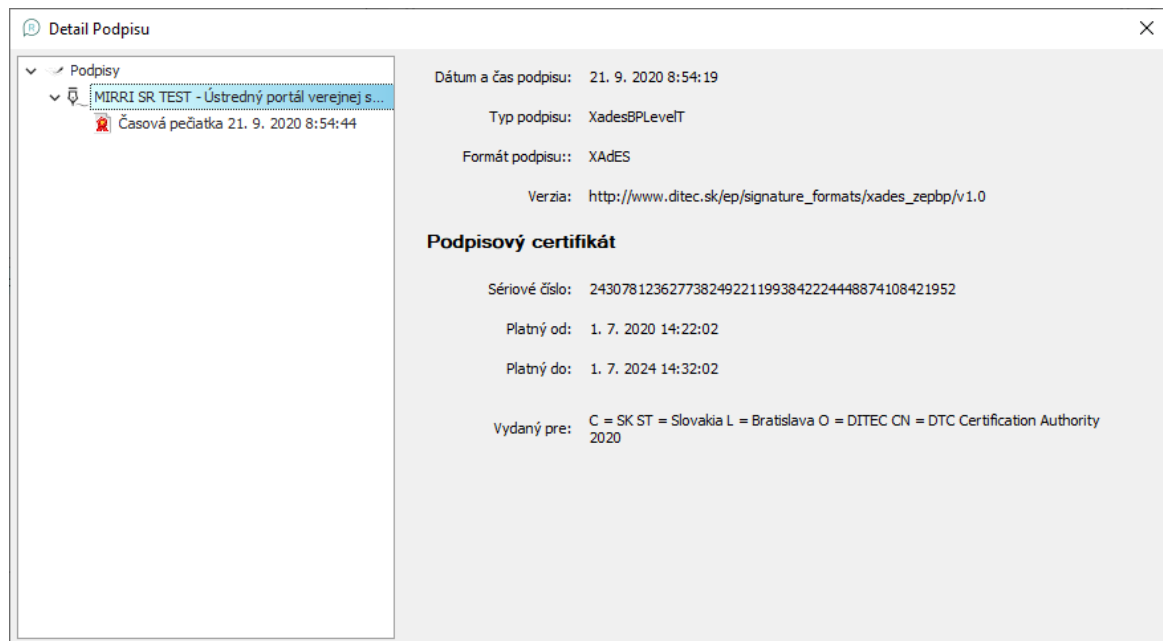 Detail Podpisu
Podpisy
MIRRI SR TEST - Ústredný portál verejnej s...
Časová pečiatka 21. 9. 2020 8:54:44
Dátum a čas podpisu: 21. 9. 2020 8:54:19
Typ podpisu: XadesBPLevelT
Formát podpisu:: XAdES
Verzia: http://www.ditec.sk/ep/signature_formats/xades_zepbp/v1.0
Podpisový certifikát
Sériové číslo: 243078123627738249221199384222444887410842​1952
Platný od: 1. 7. 2020 14:22:02
Platný do: 1. 7. 2024 14:32:02
Vydaný pre: C = SK ST = Slovakia L = Bratislava O = DITEC CN = DTC Certification Authority
2020